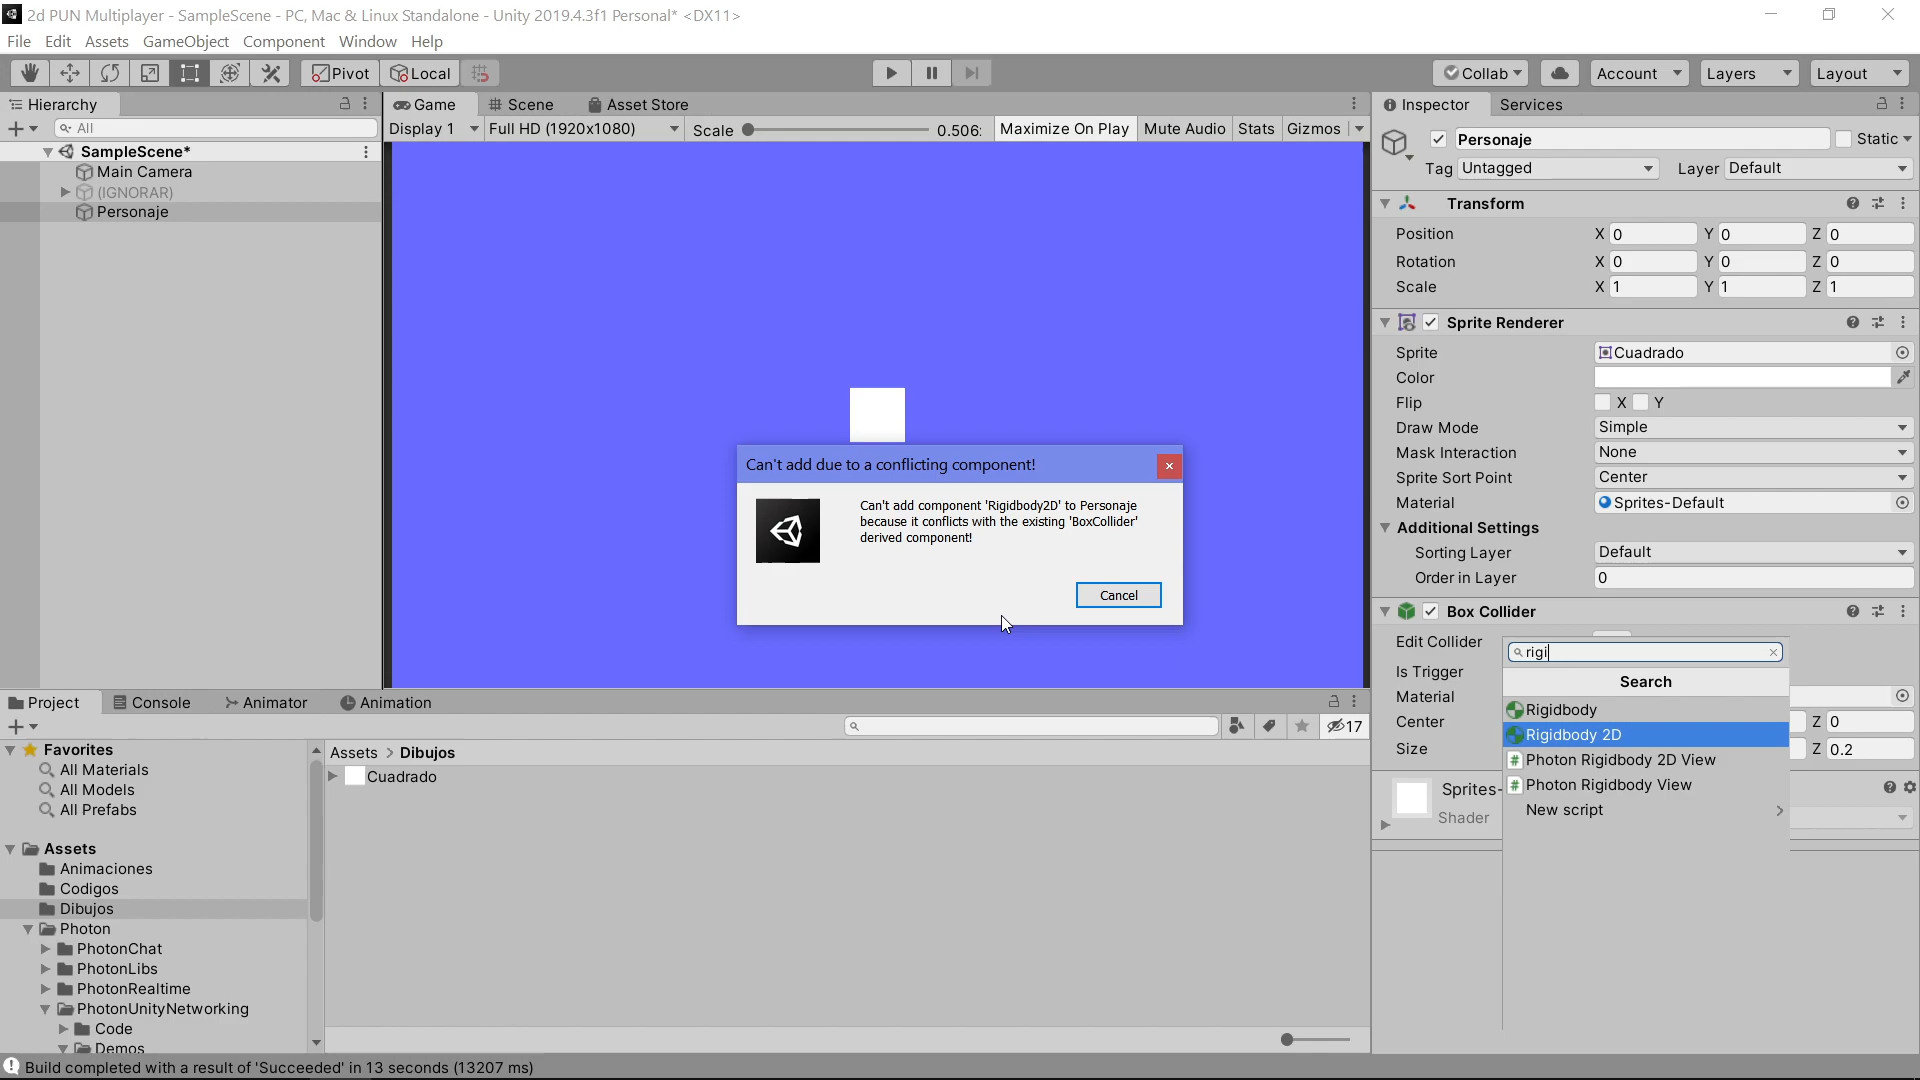 2d PUN Multiplayer - SampleScene - PC, Mac & Linux Standalone - Unity 2019.4.3f1 Personal* <DX11>
File Edit Assets GameObject Component Window Help
Pivot Local Collab Account Layers Layout
Hierarchy
All
SampleScene*
Main Camera
(IGNORAR)
Personaje
Game Scene Asset Store
Display 1 Full HD (1920x1080) Scale 0.506: Maximize On Play Mute Audio Stats Gizmos
Can't add due to a conflicting component!
Can't add component 'Rigidbody2D' to Personaje
because it conflicts with the existing 'BoxCollider'
derived component!
Cancel
Inspector Services
Personaje Static
Tag Untagged Layer Default
Transform
Position X 0 Y 0 Z 0
Rotation X 0 Y 0 Z 0
Scale X 1 Y 1 Z 1
Sprite Renderer
Sprite Cuadrado
Color
Flip X Y
Draw Mode Simple
Mask Interaction None
Sprite Sort Point Center
Material Sprites-Default
Additional Settings
Sorting Layer Default
Order in Layer 0
Box Collider
Edit Collider
Is Trigger
Material
Center Z 0
Size Z 0.2
Sprites-
Shader
rigi
Search
Rigidbody
Rigidbody 2D
Photon Rigidbody 2D View
Photon Rigidbody View
New script
Project Console Animator Animation
17
Favorites
All Materials
All Models
All Prefabs
Assets
Animaciones
Codigos
Dibujos
Photon
PhotonChat
PhotonLibs
PhotonRealtime
PhotonUnityNetworking
Code
Demos
Assets > Dibujos
Cuadrado
Build completed with a result of 'Succeeded' in 13 seconds (13207 ms)